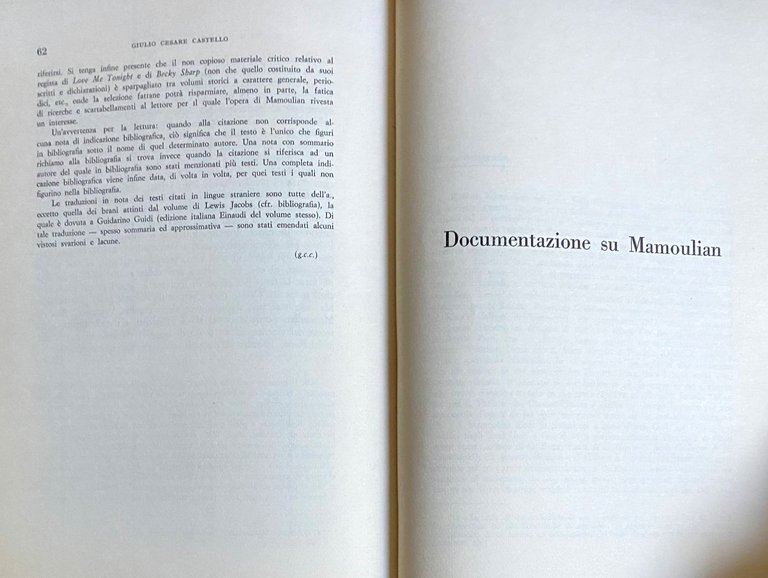 62
GIULIO CESARE CASTELLO
riferirsi. Si tenga infine presente che il non copioso materiale critico relativo al
regista di Love Me Tonight e di Becky Sharp (non che quello costituito da suoi
scritti e dichiarazioni) è sparpagliato tra volumi storici a carattere generale, perio-
dici, etc., onde la selezione fattane potrà risparmiare, almeno in parte, la fatica
di ricerche e scartabellamenti al lettore per il quale l'opera di Mamoulian rivesta
un interesse.
Un'avvertenza per la lettura: quando alla citazione non corrisponde al-
cuna nota di indicazione bibliografica, ciò significa che il testo è l'unico che figuri
in bibliografia sotto il nome di quel determinato autore. Una nota con sommario
richiamo alla bibliografia si trova invece quando la citazione si riferisca ad un
autore del quale in bibliografia sono stati menzionati più testi. Una completa indi-
cazione bibliografica viene infine data, di volta in volta, per quei testi i quali non
figurino nella bibliografia.
Le traduzioni in nota dei testi citati in lingue straniere sono tutte dell'a.,
eccetto quella dei brani attinti dal volume di Lewis Jacobs (cfr. bibliografia), la
quale è dovuta a Guidarino Guidi (edizione italiana Einaudi del volume stesso). Di
tale traduzione — spesso sommaria ed approssimativa — sono stati emendati alcuni
vistosi svarioni e lacune.
(g.c.c.)
Documentazione su Mamoulian